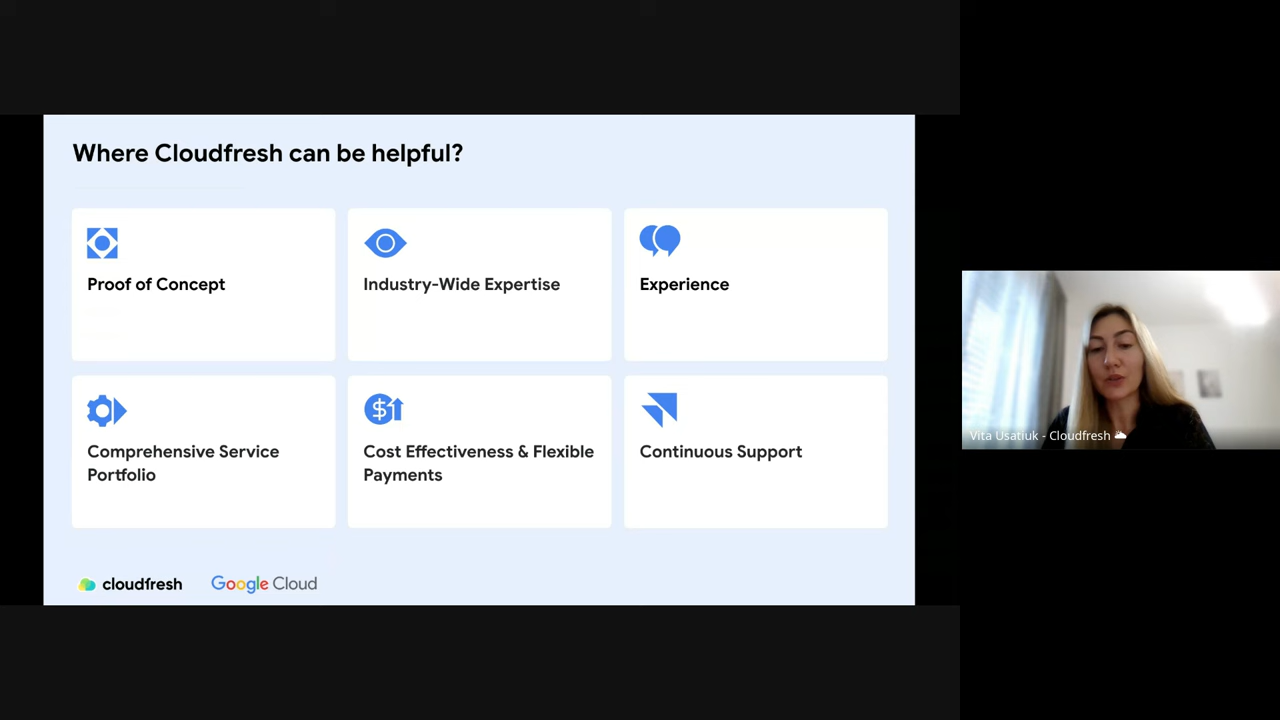 Where Cloudfresh can be helpful?
Proof of Concept
Industry-Wide Expertise
Experience
Comprehensive Service
Portfolio
Cost Effectiveness & Flexible
Payments
Continuous Support
cloudfresh
Google Cloud
Vita Usatiuk - Cloudfresh 🌥️